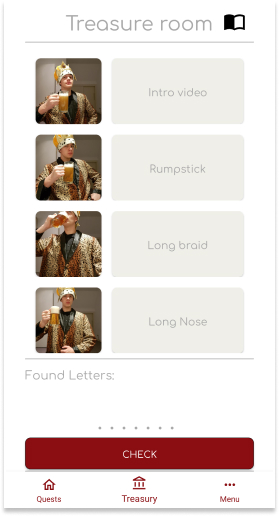 Treasure room
Intro video
Rumpstick
Long braid
Long Nose
Found Letters:
CHECK
Quests Treasury Menu